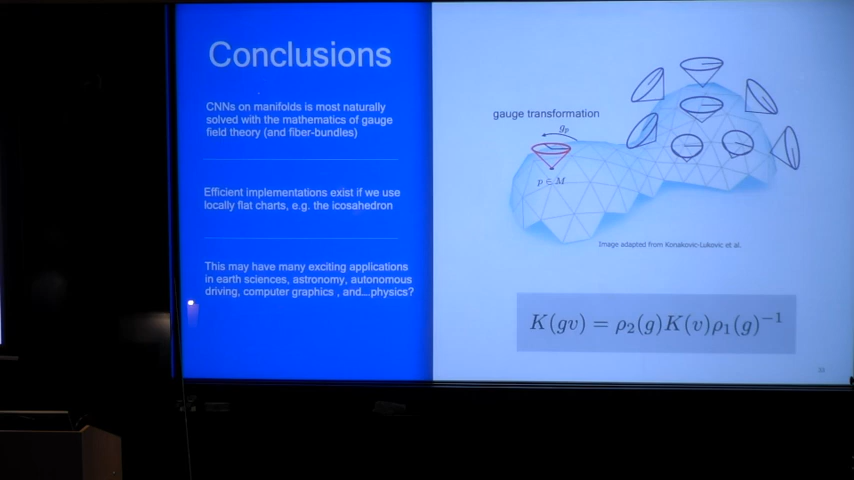 Conclusions
CNNs on manifolds is most naturally
solved with the mathematics of gauge
field theory (and fiber-bundles)
Efficient implementations exist if we use
locally flat charts, e.g. the icosahedron
This may have many exciting applications
in earth sciences, astronomy, autonomous
driving, computer graphics , and...physics?
gauge transformation
g_p
p ∈ M
Image adapted from Konakovic-Lukovic et al.
K(gv) = ρ₂(g)K(v)ρ₁(g)⁻¹